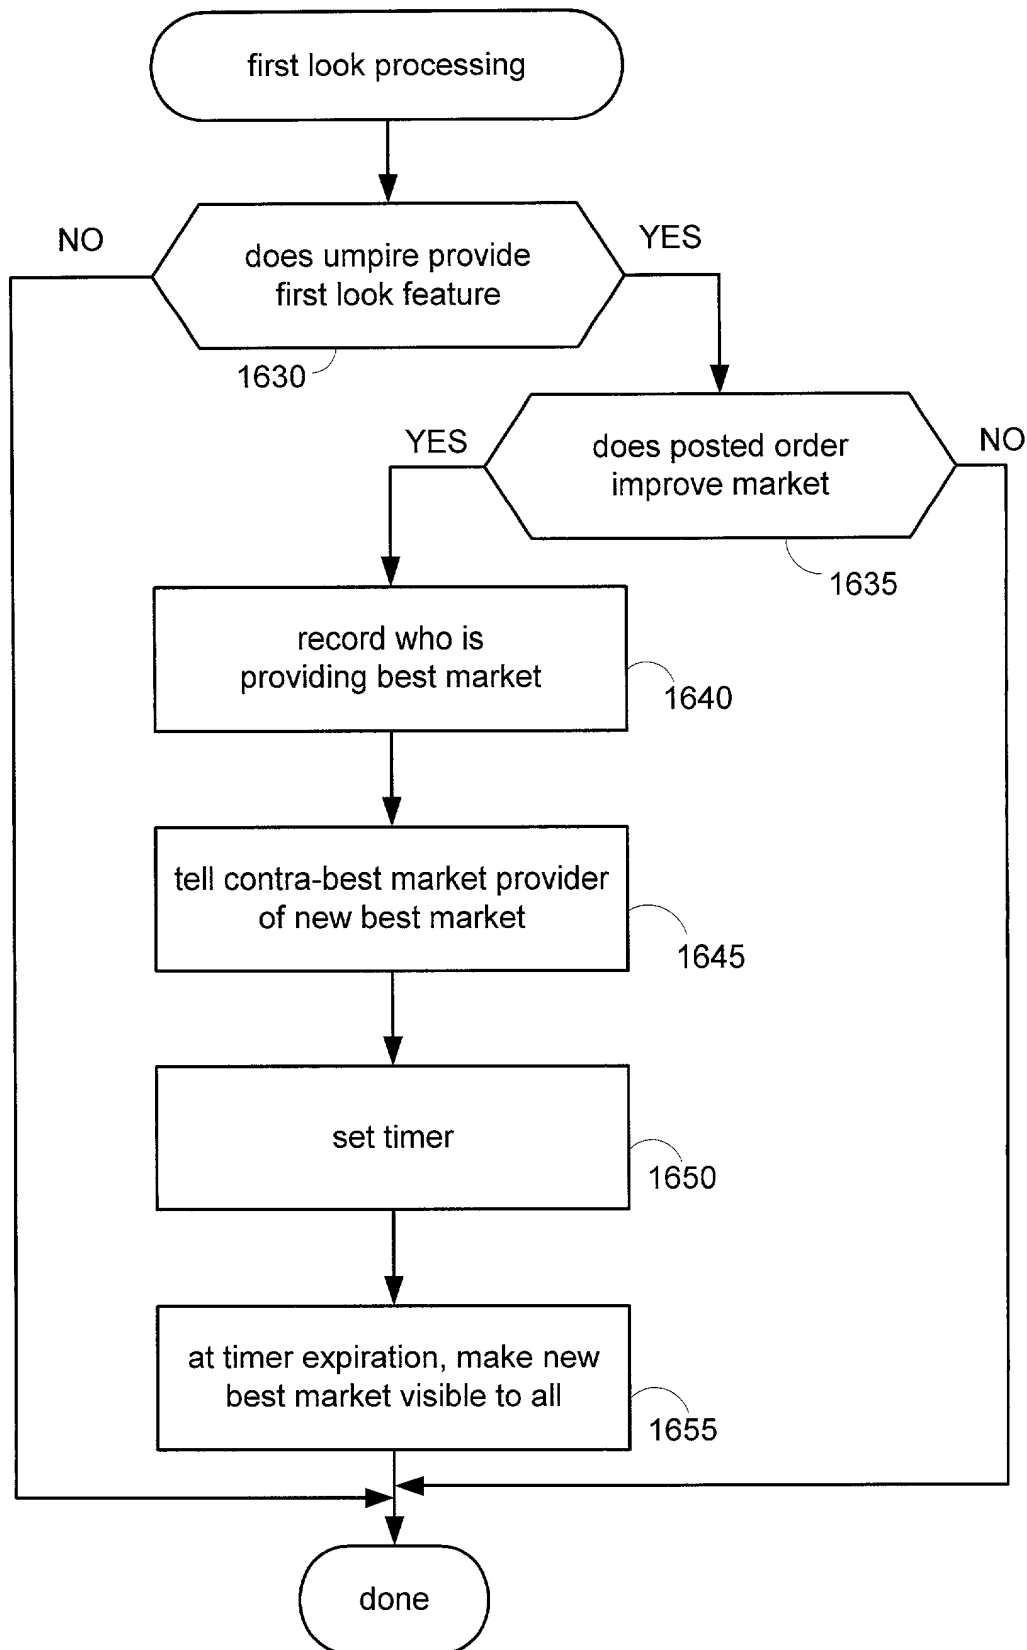 first look processing
NO
YES
does umpire provide
first look feature
1630
YES
NO
does posted order
improve market
1635
record who is
providing best market
1640
tell contra-best market provider
of new best market
1645
set timer
1650
at timer expiration, make new
best market visible to all
1655
done